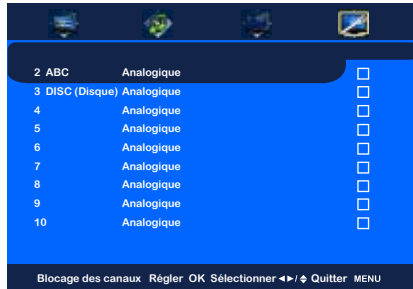 2 ABC Analogique
3 DISC (Disque) Analogique
4 Analogique
5 Analogique
6 Analogique
7 Analogique
8 Analogique
9 Analogique
10 Analogique
Blocage des canaux Régler OK Sélectionner ◄►/♦ Quitter MENU